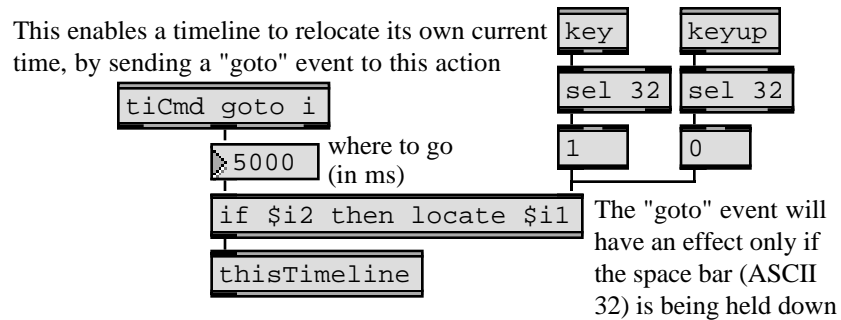 This enables a timeline to relocate its own current
time, by sending a "goto" event to this action
key
keyup
tiCmd goto i
sel 32
sel 32
5000
where to go
(in ms)
1
0
if $i2 then locate $i1
thisTimeline
The "goto" event will
have an effect only if
the space bar (ASCII
32) is being held down